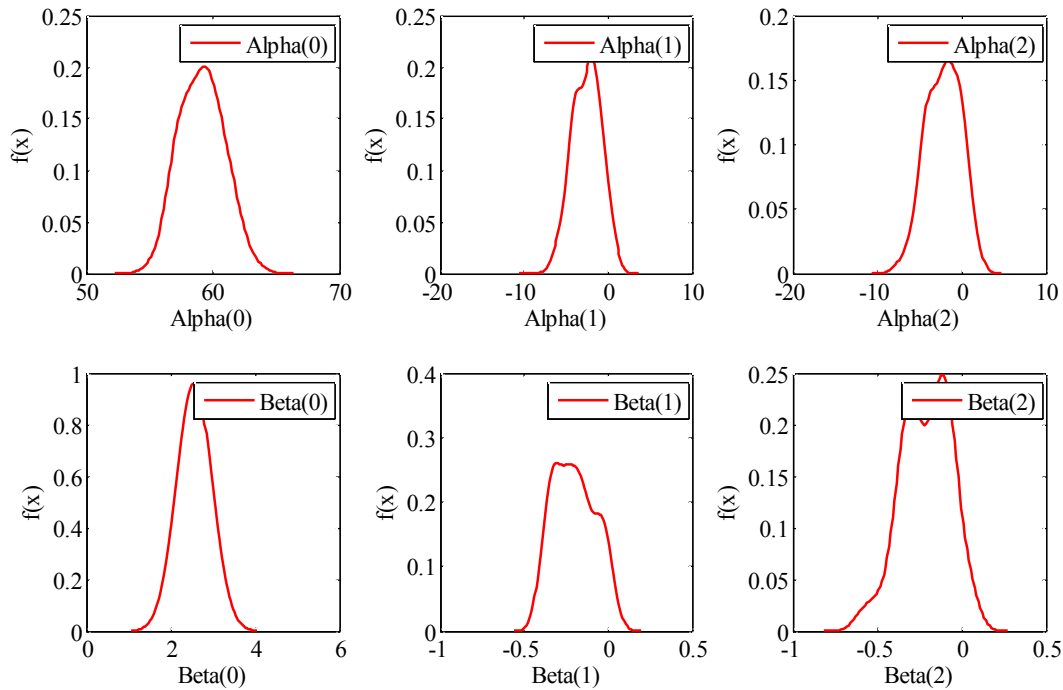 0.25
0.2
0.15
0.1
0.05
0
f(x)
Alpha(0)
50 60 70
Alpha(0)
0.25
0.2
0.15
0.1
0.05
0
f(x)
Alpha(1)
-20 -10 0 10
Alpha(1)
0.2
0.15
0.1
0.05
0
f(x)
Alpha(2)
-20 -10 0 10
Alpha(2)
1
0.8
0.6
0.4
0.2
0
f(x)
Beta(0)
0 2 4 6
Beta(0)
0.4
0.3
0.2
0.1
0
f(x)
Beta(1)
-1 -0.5 0 0.5
Beta(1)
0.25
0.2
0.15
0.1
0.05
0
f(x)
Beta(2)
-1 -0.5 0 0.5
Beta(2)